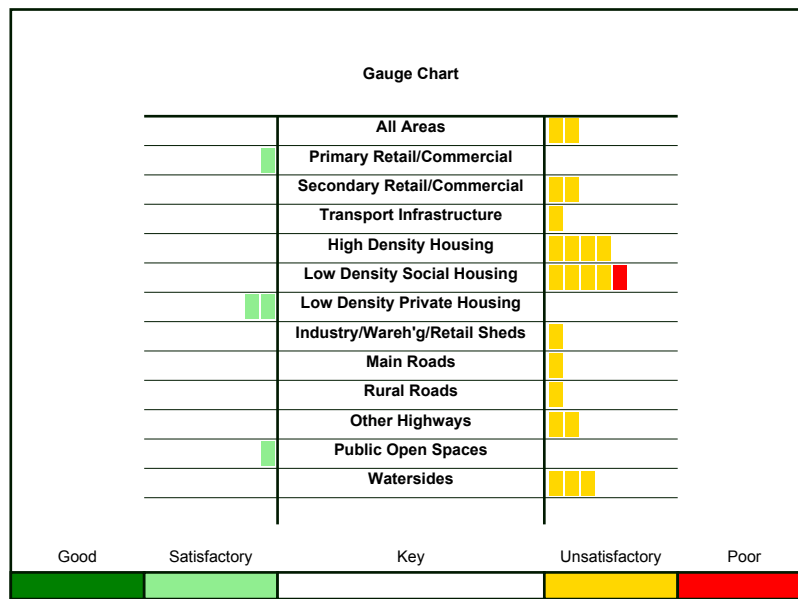 Gauge Chart
All Areas
Primary Retail/Commercial
Secondary Retail/Commercial
Transport Infrastructure
High Density Housing
Low Density Social Housing
Low Density Private Housing
Industry/Wareh'g/Retail Sheds
Main Roads
Rural Roads
Other Highways
Public Open Spaces
Watersides
Good Satisfactory Key Unsatisfactory Poor